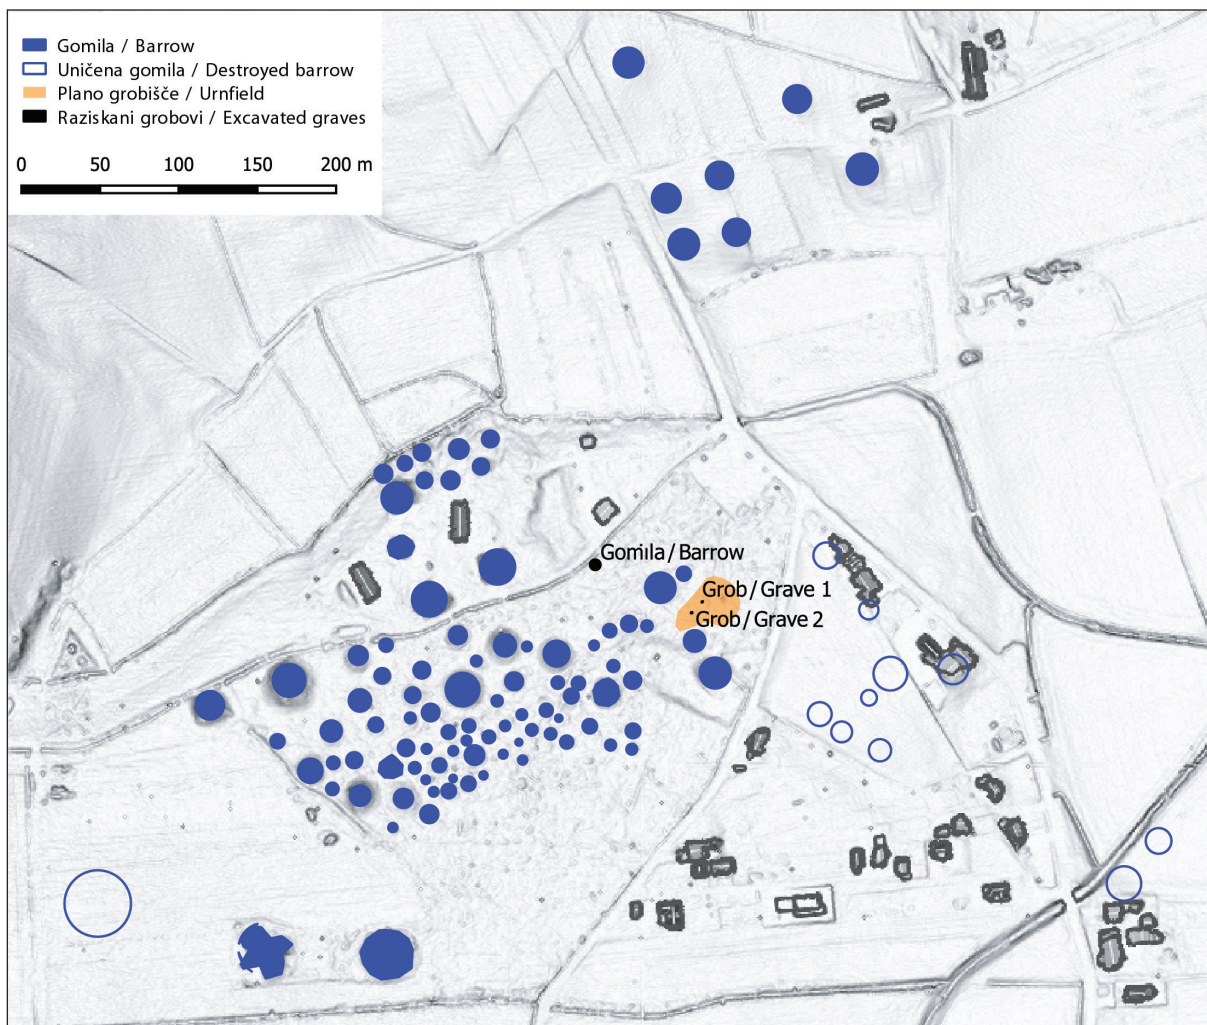 Gomila / Barrow
Uničena gomila / Destroyed barrow
Plano grobišče / Urnfield
Raziskani grobovi / Excavated graves
0 50 100 150 200 m
Gomila / Barrow
Grob / Grave 1
Grob / Grave 2